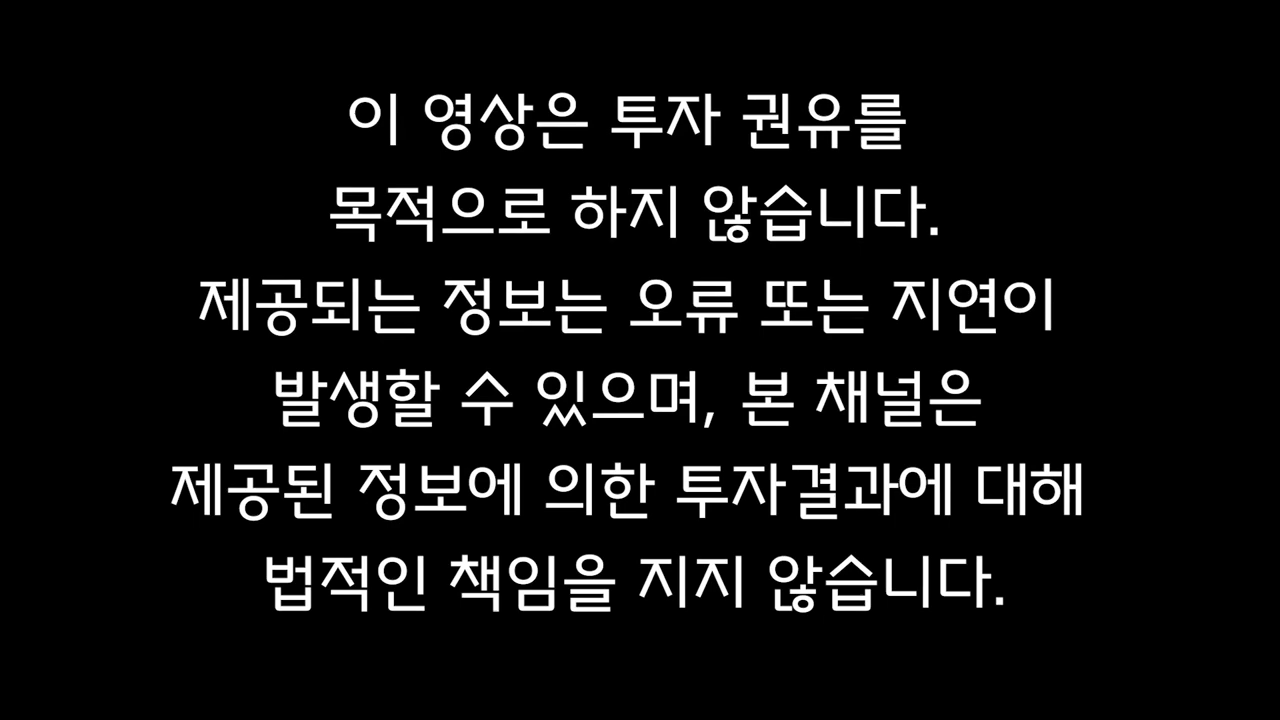 이 영상은 투자 권유를
목적으로 하지 않습니다.
제공되는 정보는 오류 또는 지연이
발생할 수 있으며, 본 채널은
제공된 정보에 의한 투자결과에 대해
법적인 책임을 지지 않습니다.